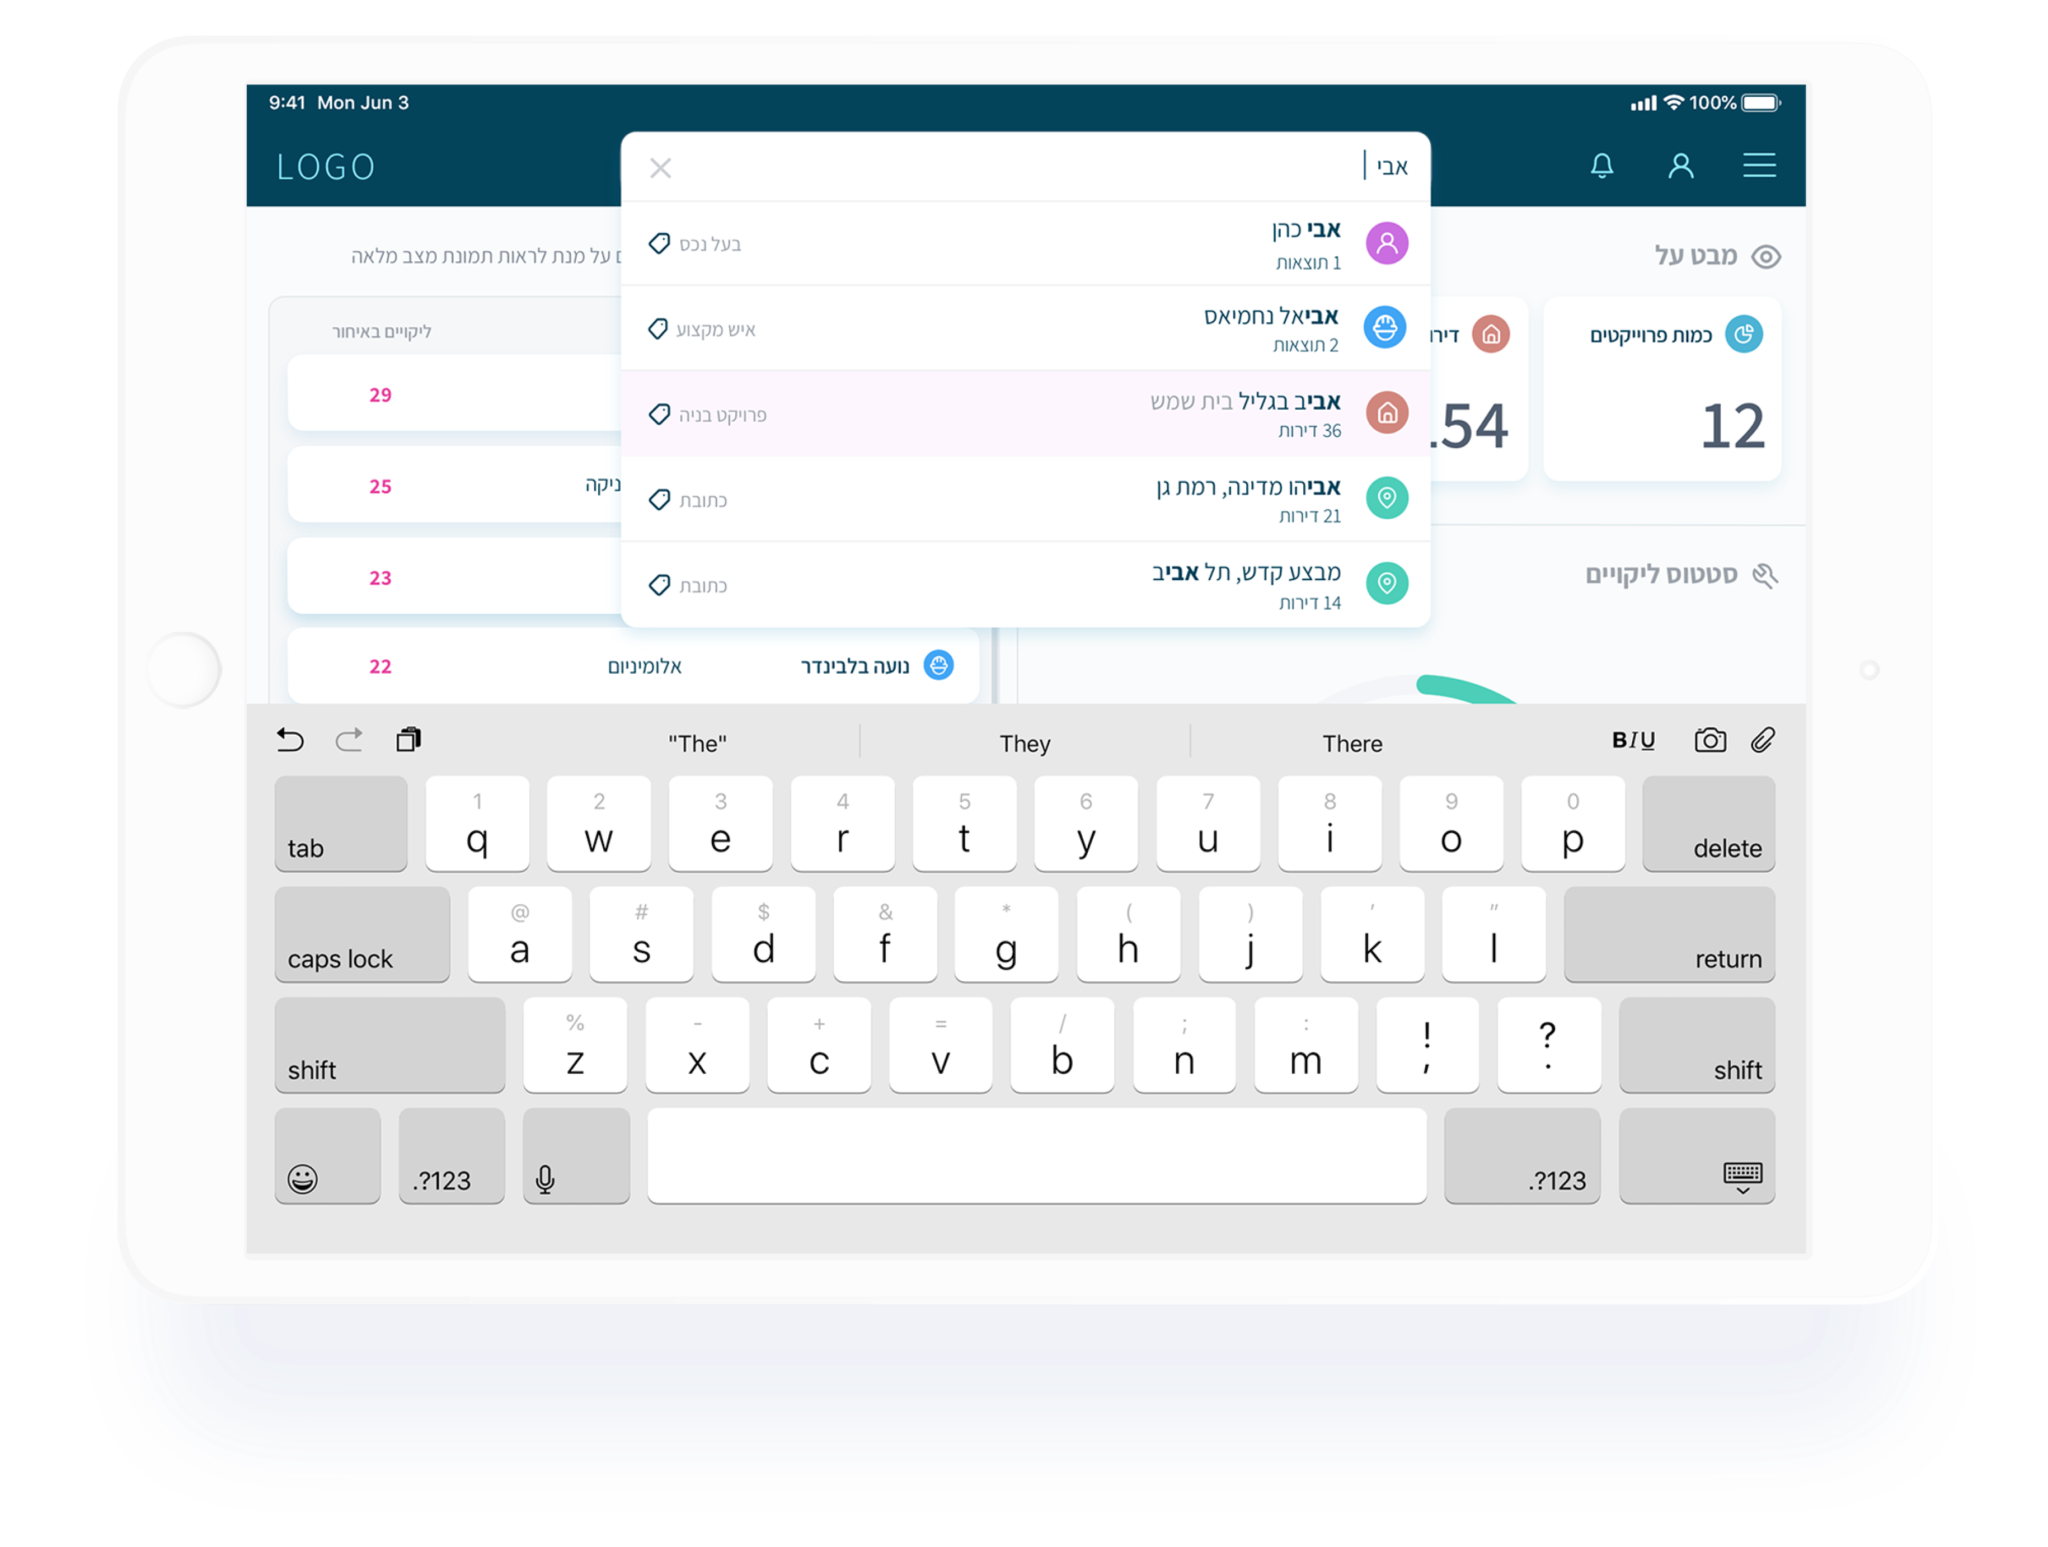 9:41 Mon Jun 3
100%
LOGO
אבי
אבי כהן
1 תוצאות
בעל נכס
אביאל נחמיאס
2 תוצאות
איש מקצוע
אביב בגליל בית שמש
36 דירות
פרויקט בניה
אביהו מדינה, רמת גן
21 דירות
כתובת
מבצע קדש, תל אביב
14 דירות
כתובת
מבט על
כמות פרוייקטים
12
54
סטטוס ליקויים
על מנת לראות תמונת מצב מלאה
ליקויים באיחור
29
25
23
נועה בלבינדר אלומיניום 22
"The" They There
BIU
tab 1 q 2 w 3 e 4 r 5 t 6 y 7 u 8 i 9 o 0 p delete
caps lock @ a # s $ d & f * g ( h ) j ' k " l return
shift % z - x + c = v / b ; n : m ! , ? . shift
.?123 .?123